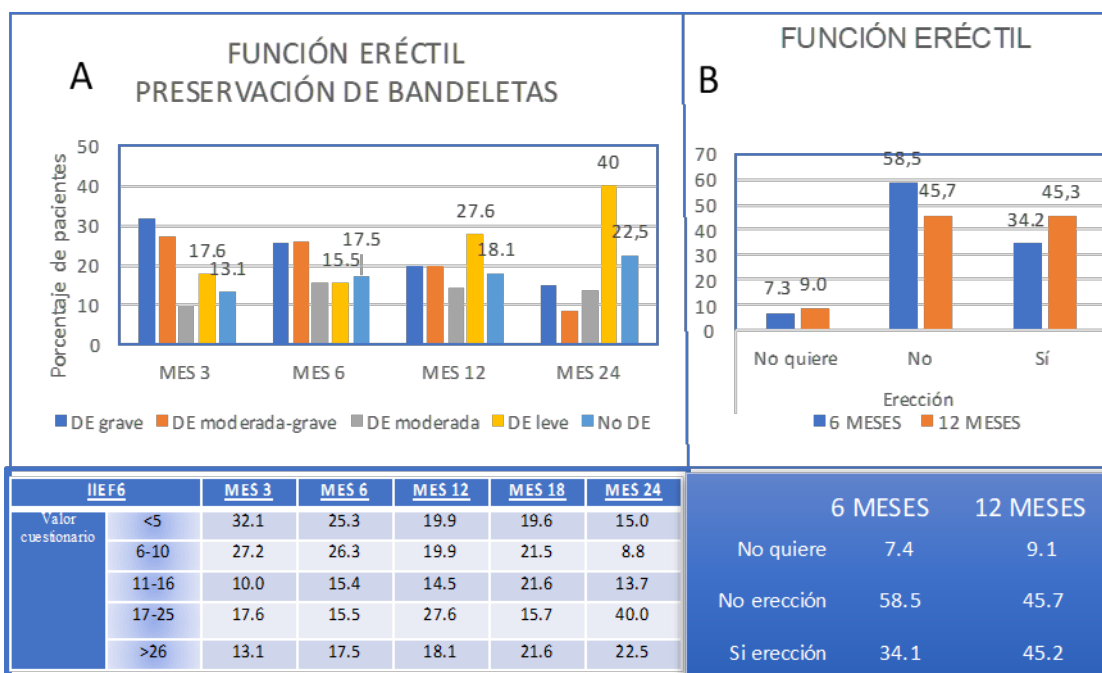 A
FUNCIÓN ERÉCTIL
PRESERVACIÓN DE BANDELETAS
Porcentaje de pacientes
50
40
30
20
10
0
17.6
13.1
15.5
17.5
27.6
18.1
40
22,5
MES 3 MES 6 MES 12 MES 24
DE grave DE moderada-grave DE moderada DE leve No DE
B
FUNCIÓN ERÉCTIL
70
60
50
40
30
20
10
0
7.3 9.0
58,5
45,7
34.2
45,3
No quiere No Sí
Erección
6 MESES 12 MESES
IIEF6 MES 3 MES 6 MES 12 MES 18 MES 24
Valor
cuestionario
<5 32.1 25.3 19.9 19.6 15.0
6-10 27.2 26.3 19.9 21.5 8.8
11-16 10.0 15.4 14.5 21.6 13.7
17-25 17.6 15.5 27.6 15.7 40.0
>26 13.1 17.5 18.1 21.6 22.5
6 MESES 12 MESES
No quiere 7.4 9.1
No erección 58.5 45.7
Si erección 34.1 45.2